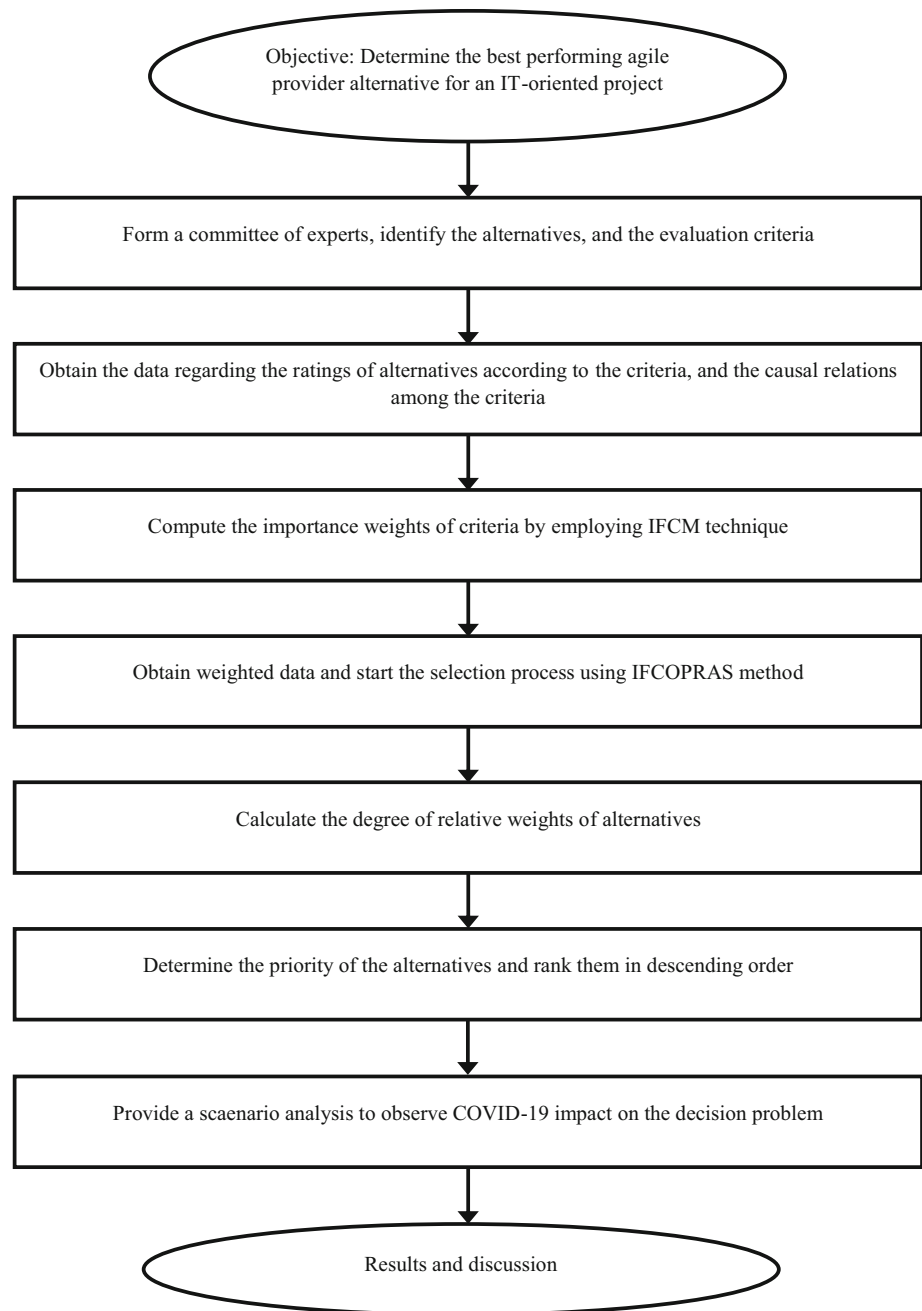 Objective: Determine the best performing agile
provider alternative for an IT-oriented project
Form a committee of experts, identify the alternatives, and the evaluation criteria
Obtain the data regarding the ratings of alternatives according to the criteria, and the causal relations
among the criteria
Compute the importance weights of criteria by employing IFCM technique
Obtain weighted data and start the selection process using IFCOPRAS method
Calculate the degree of relative weights of alternatives
Determine the priority of the alternatives and rank them in descending order
Provide a scaenario analysis to observe COVID-19 impact on the decision problem
Results and discussion